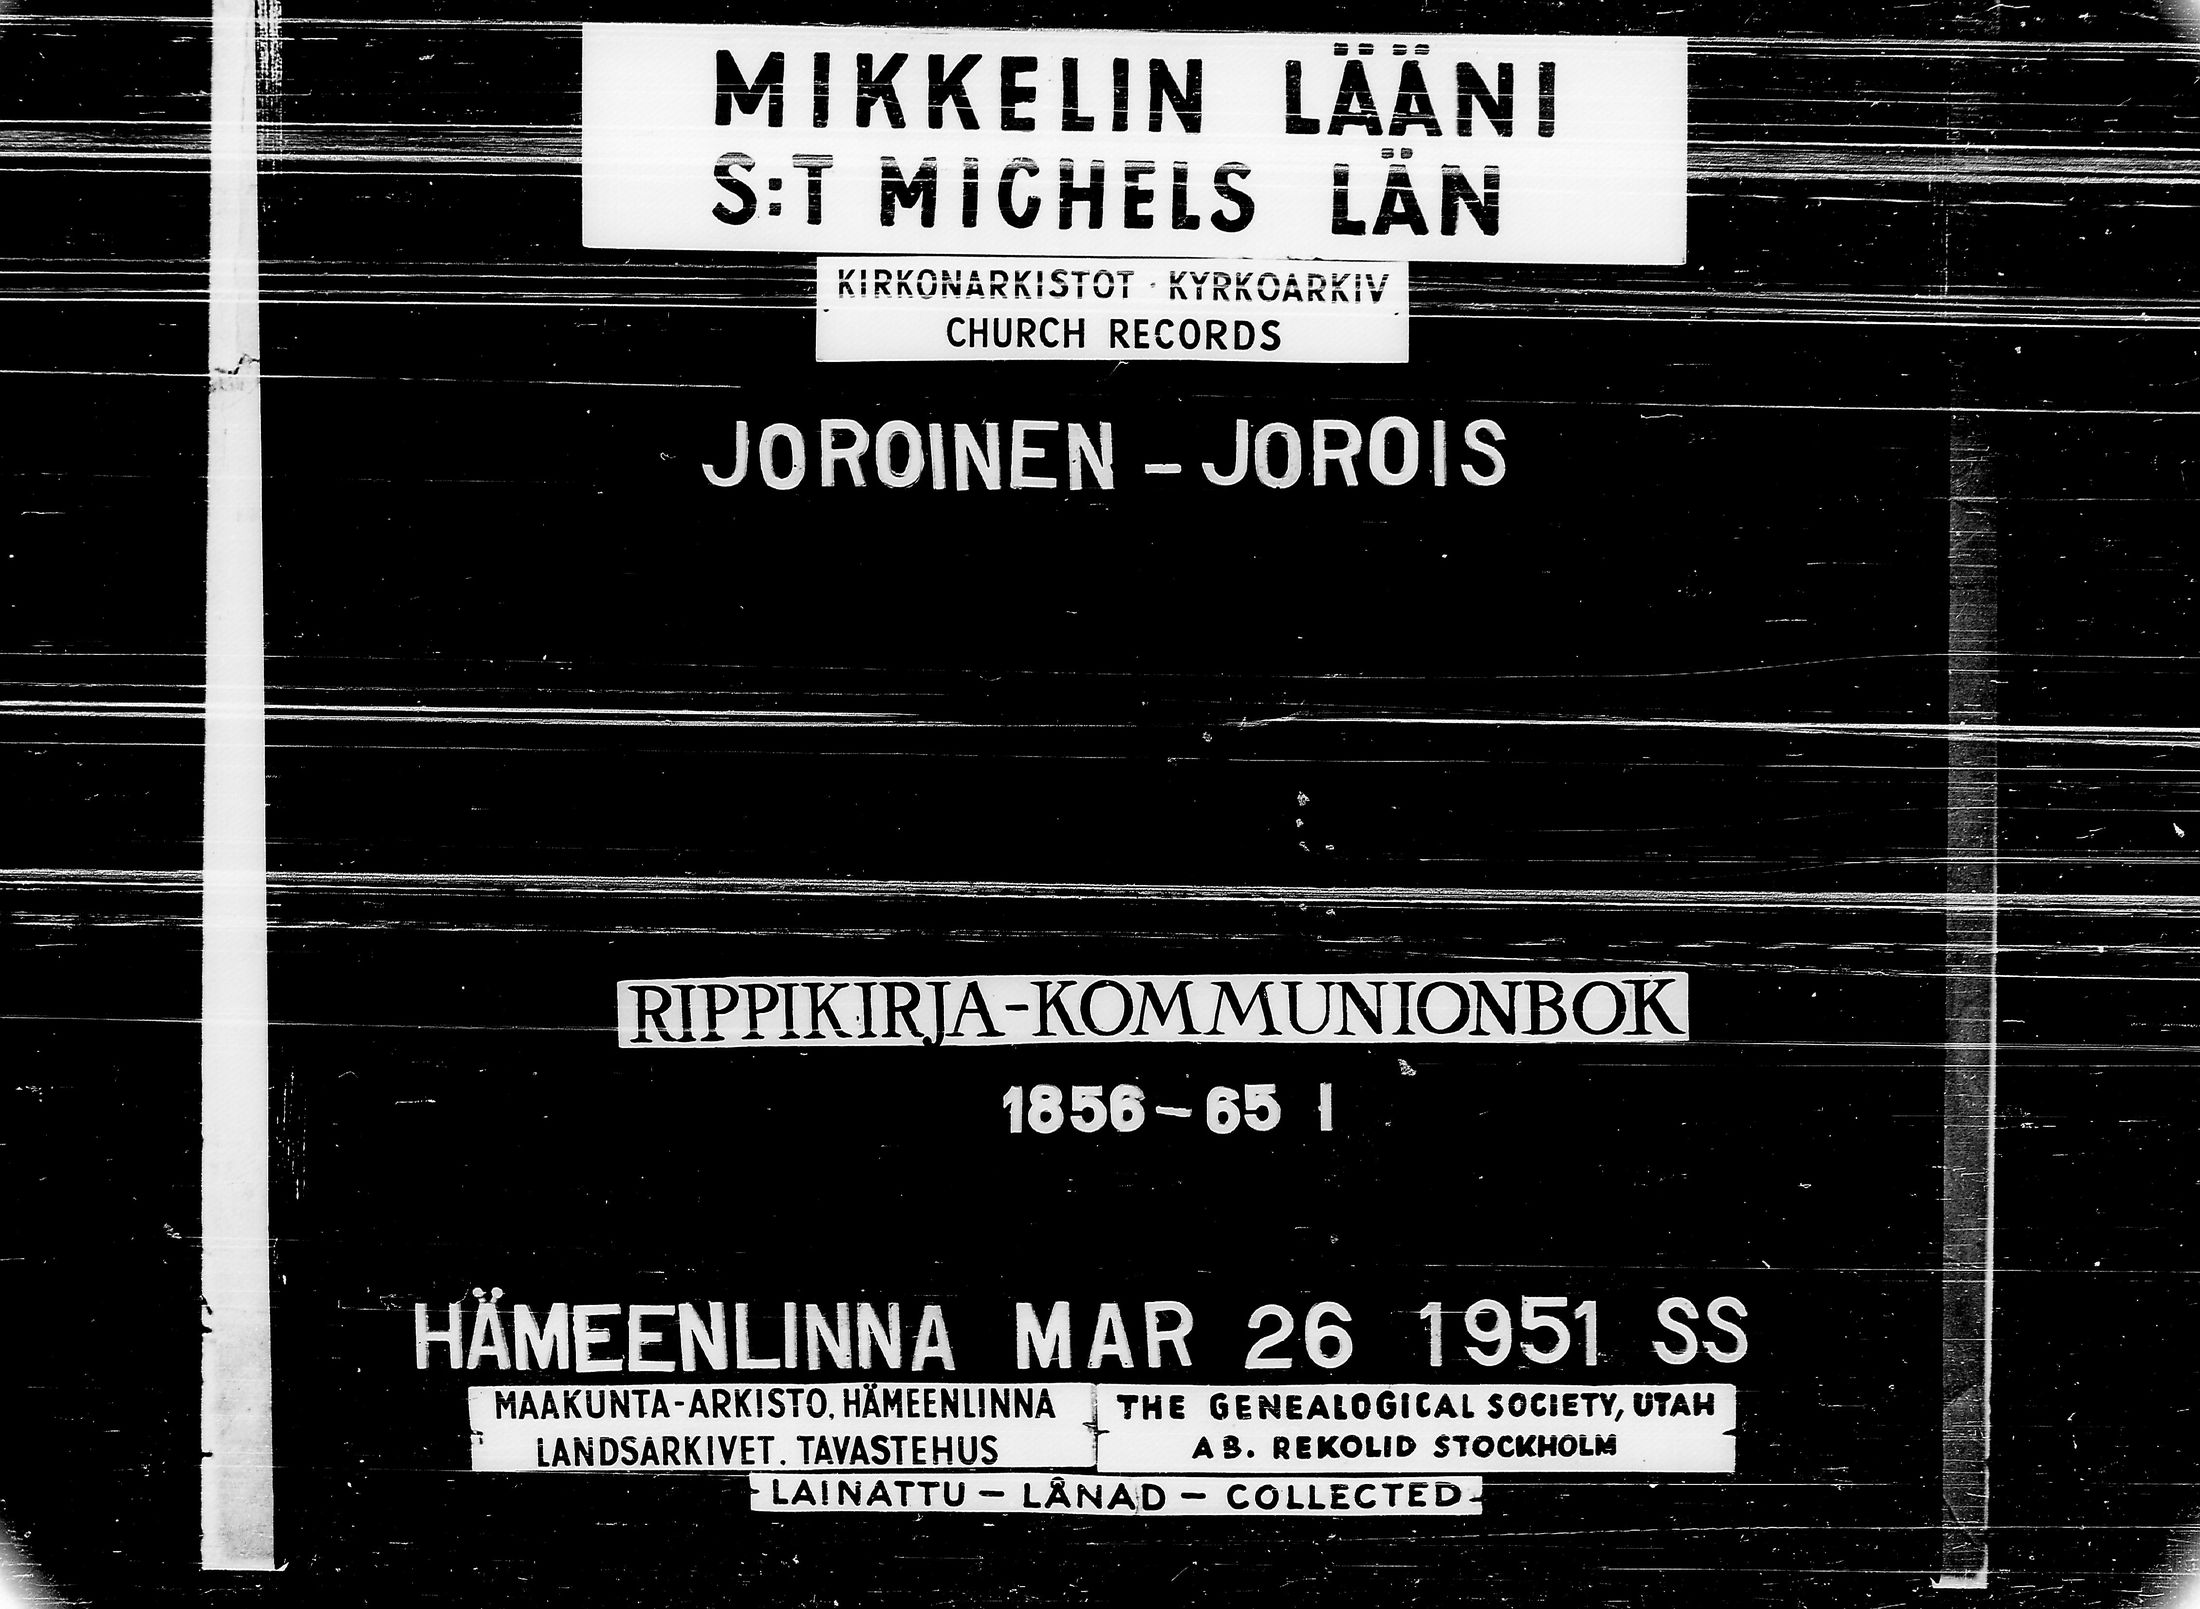 MIKKELIN LÄÄNI
S:T MICHELS LÄN
KIRKONARKISTOT · KYRKOARKIV
CHURCH RECORDS
JOROINEN – JOROIS
RIPPIKIRJA-KOMMUNIONBOK
1856–65 I
HÄMEENLINNA MAR 26 1951 SS
MAAKUNTA-ARKISTO, HÄMEENLINNA
LANDSARKIVET. TAVASTEHUS
THE GENEALOGICAL SOCIETY, UTAH
AB. REKOLID STOCKHOLM
LAINATTU – LÅNAD – COLLECTED